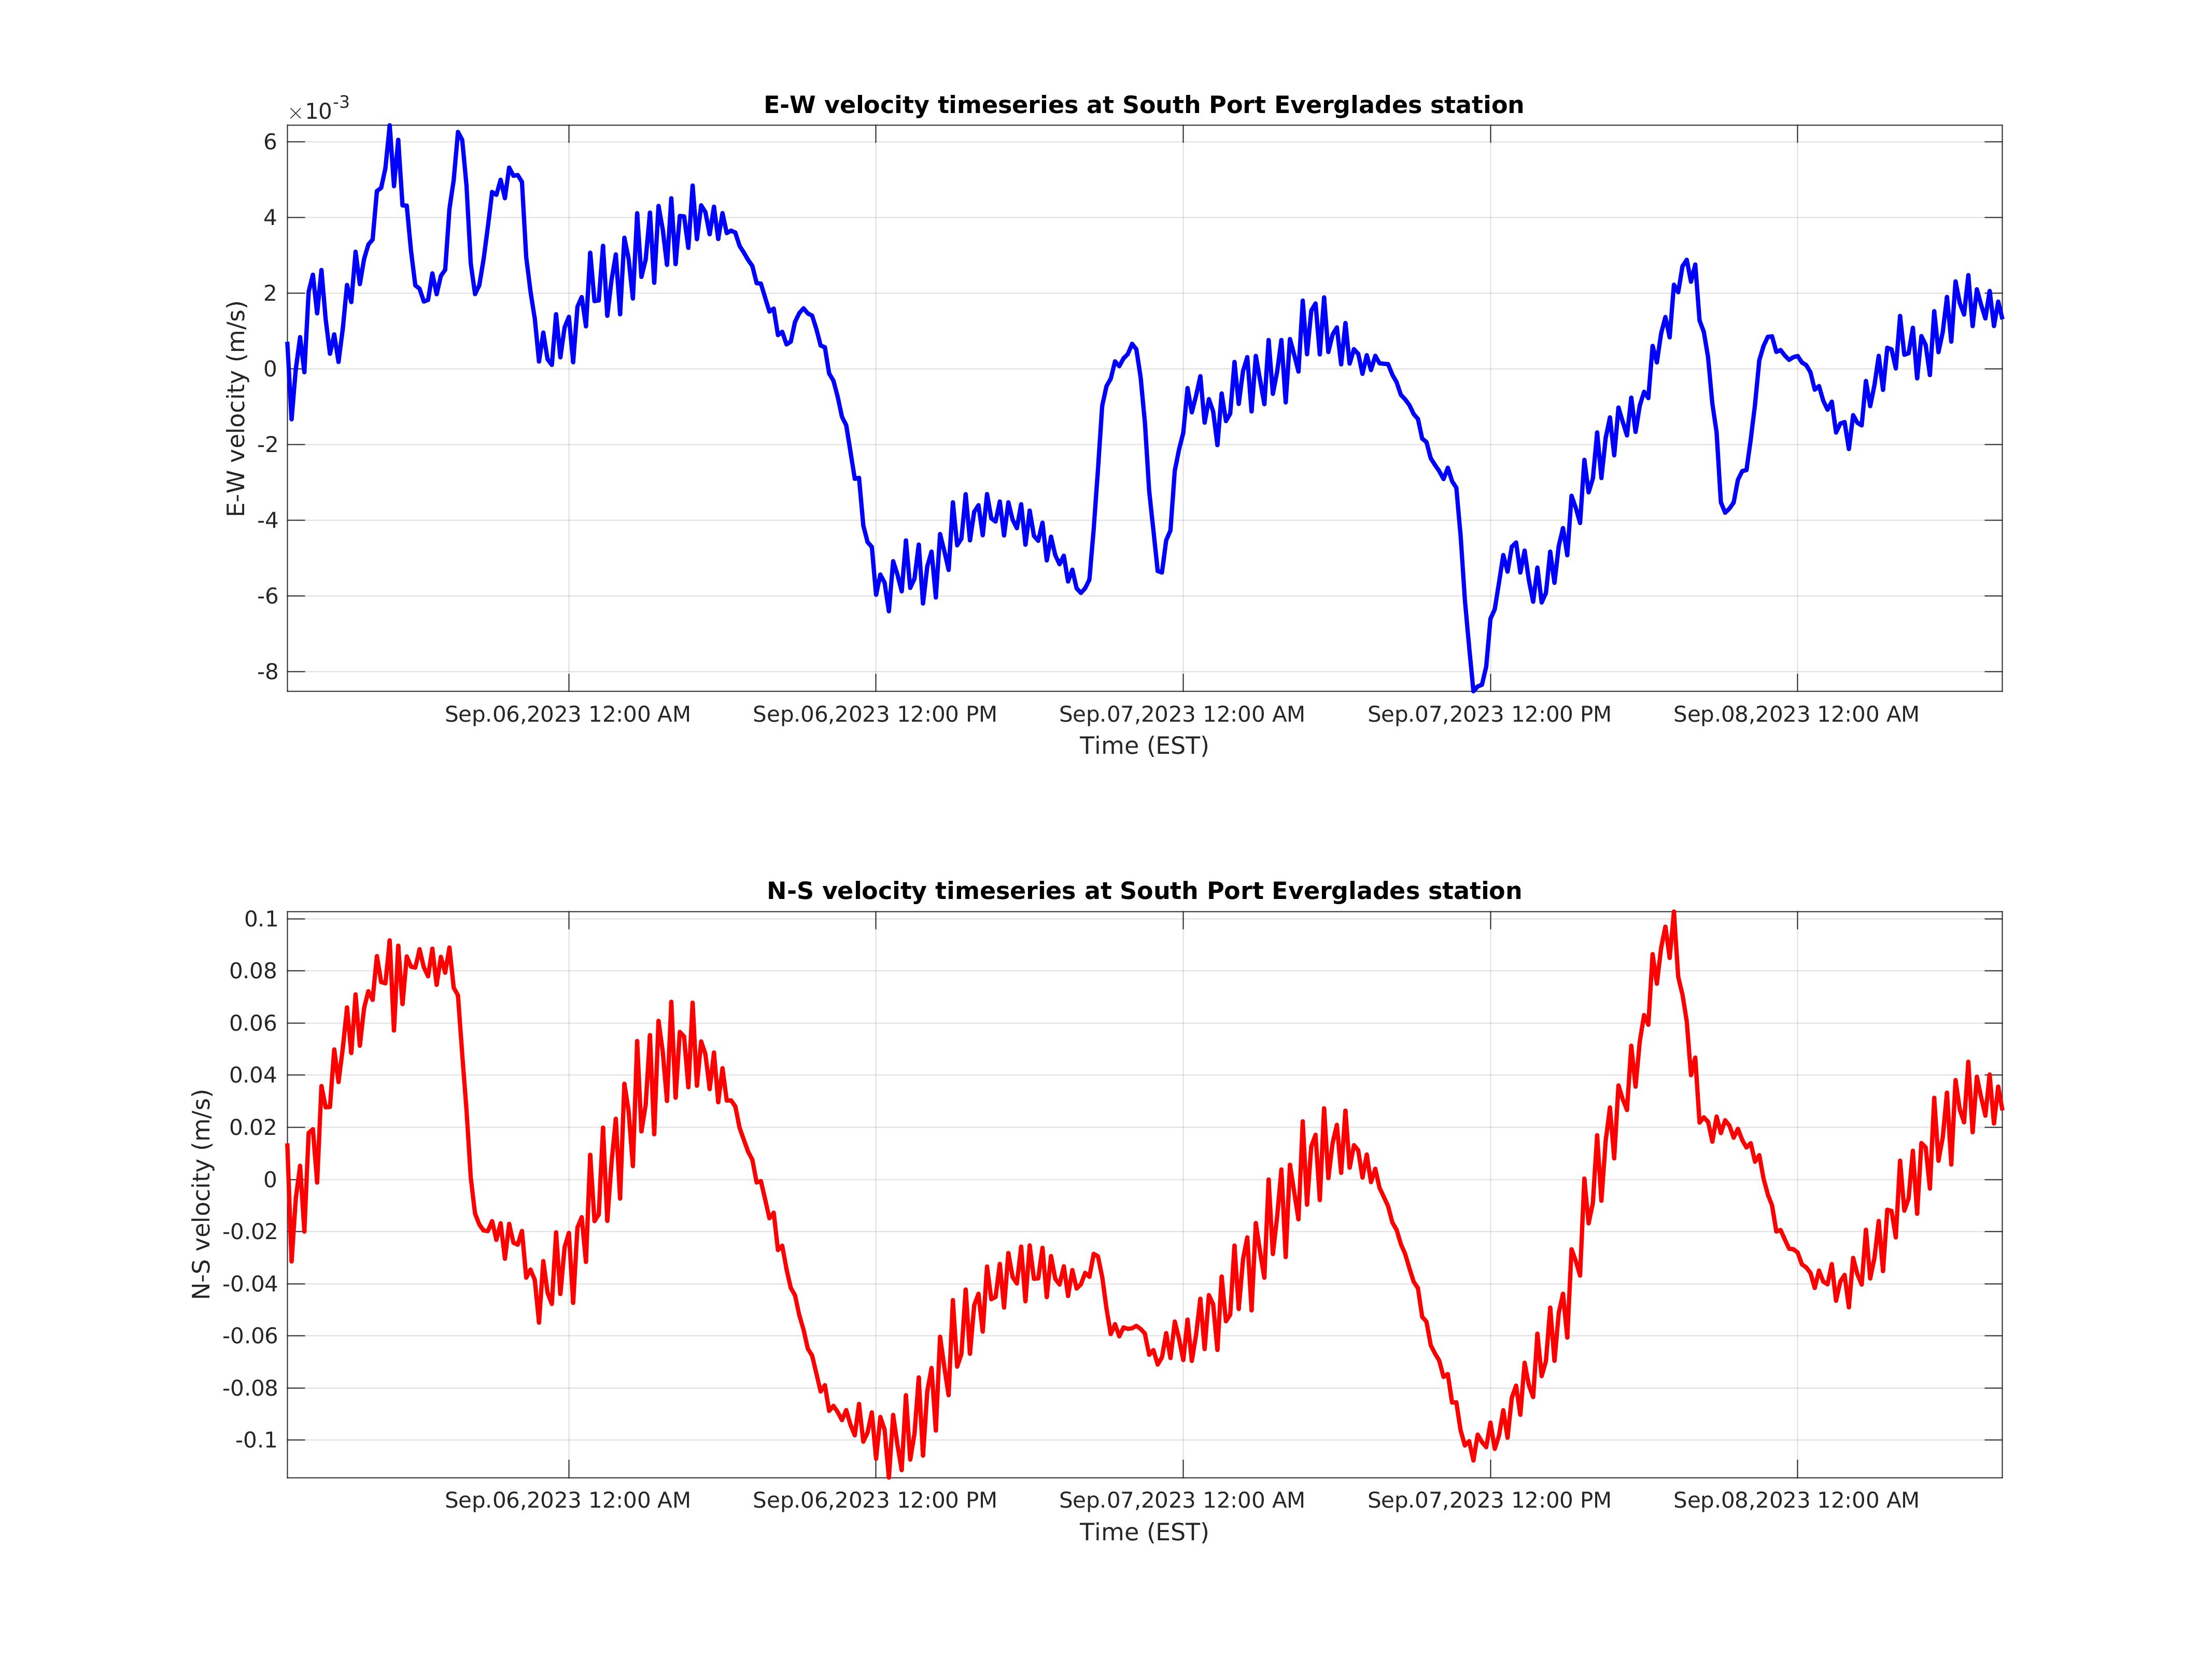 E-W velocity timeseries at South Port Everglades station
×10-3
6
4
2
0
-2
-4
-6
-8
E-W velocity (m/s)
Sep.06,2023 12:00 AM Sep.06,2023 12:00 PM Sep.07,2023 12:00 AM Sep.07,2023 12:00 PM Sep.08,2023 12:00 AM
Time (EST)
N-S velocity timeseries at South Port Everglades station
0.1
0.08
0.06
0.04
0.02
0
-0.02
-0.04
-0.06
-0.08
-0.1
N-S velocity (m/s)
Sep.06,2023 12:00 AM Sep.06,2023 12:00 PM Sep.07,2023 12:00 AM Sep.07,2023 12:00 PM Sep.08,2023 12:00 AM
Time (EST)